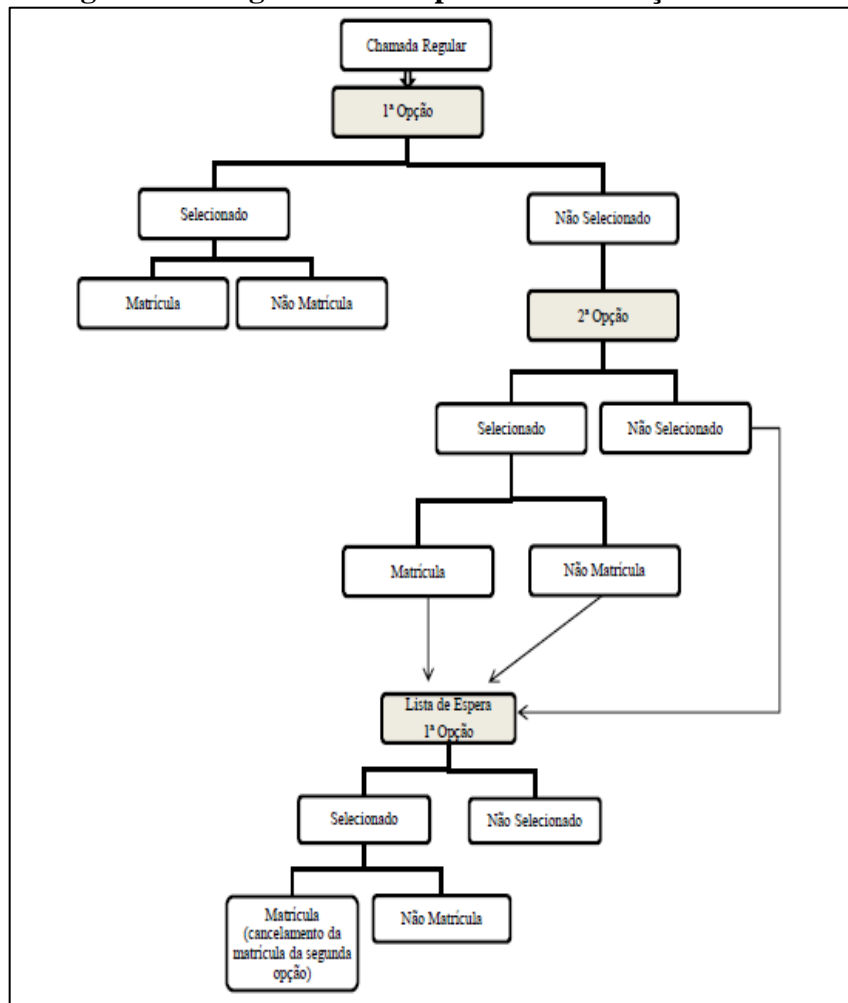 Chamada Regular
1ª Opção
Selecionado
Não Selecionado
Matrícula
Não Matrícula
2ª Opção
Selecionado
Não Selecionado
Matrícula
Não Matrícula
Lista de Espera
1ª Opção
Selecionado
Não Selecionado
Matrícula
(cancelamento da
matrícula da segunda
opção)
Não Matrícula